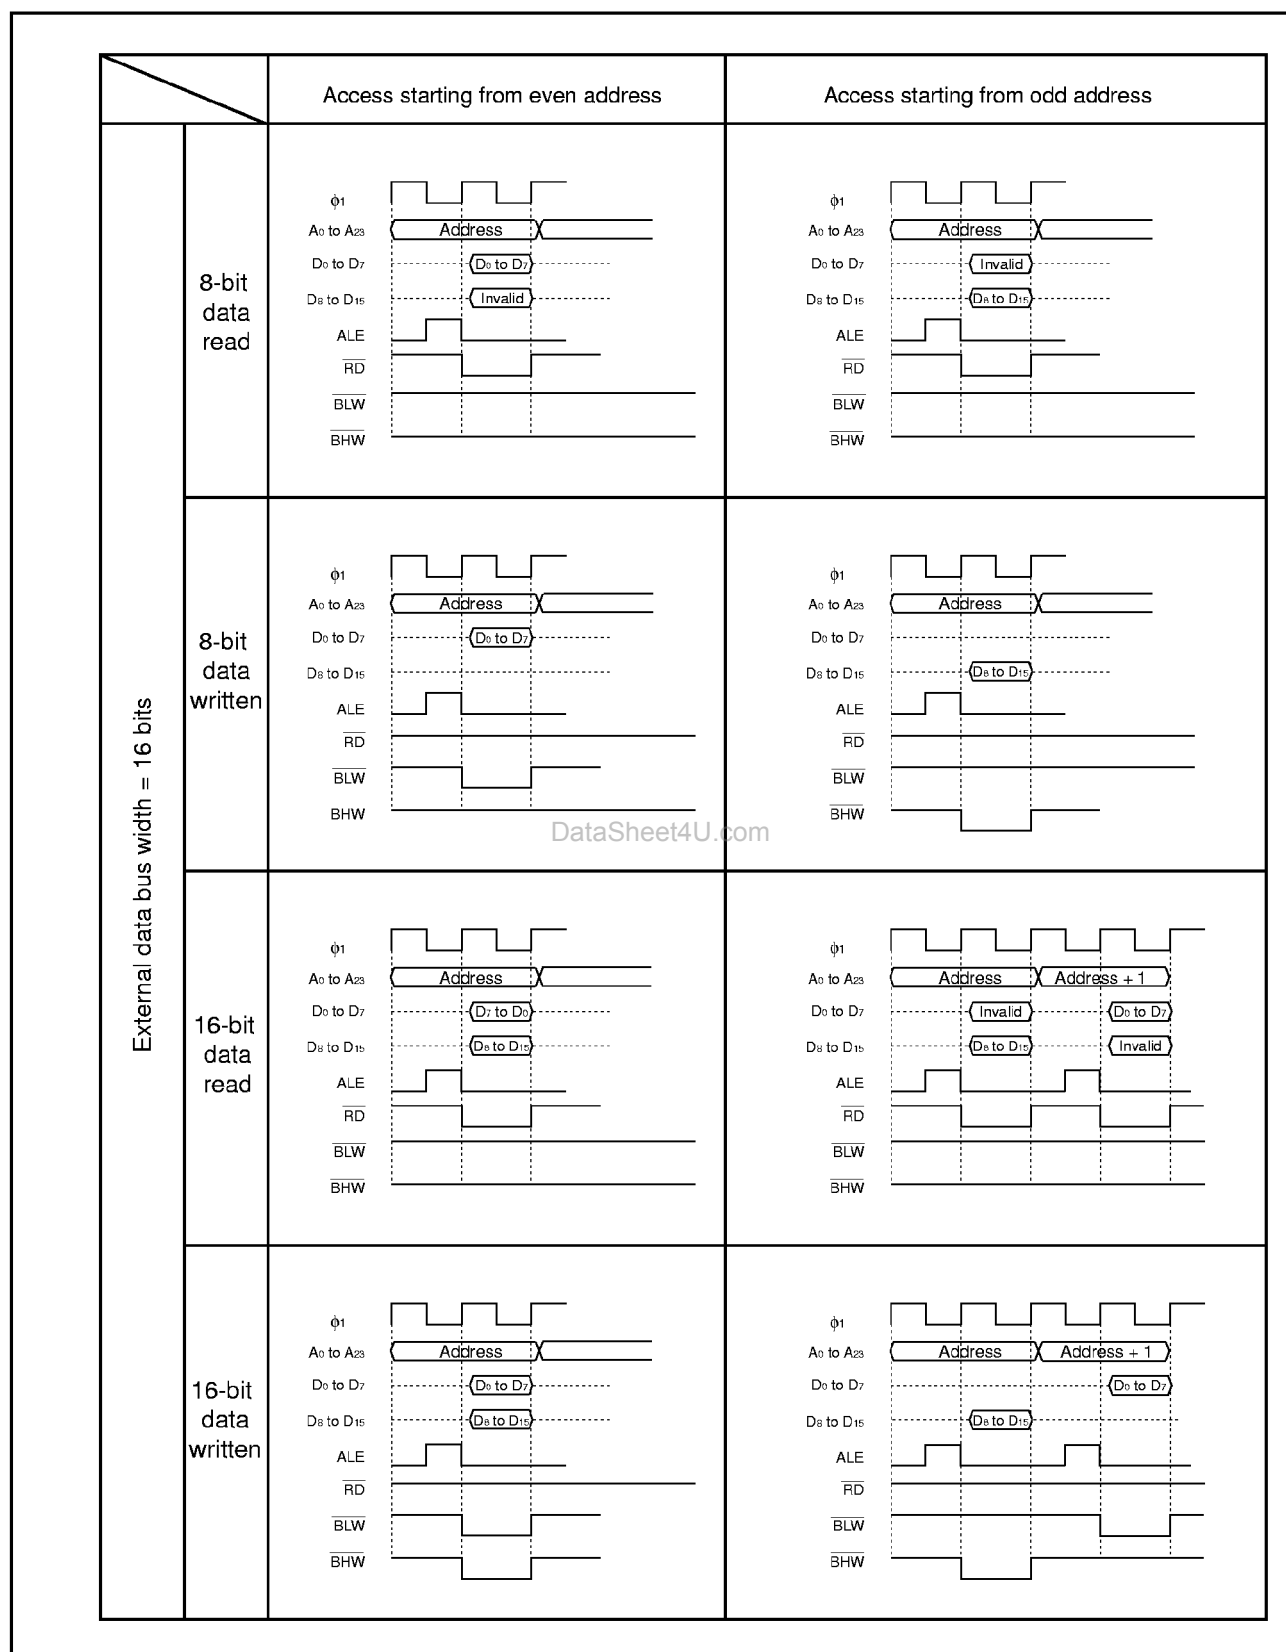 Access starting from even address
Access starting from odd address
External data bus width = 16 bits
8-bit
data
read
ϕ1
A0 to A23
Address
D0 to D7
D0 to D7
D8 to D15
Invalid
ALE
RD
BLW
BHW
ϕ1
A0 to A23
Address
D0 to D7
Invalid
D8 to D15
D8 to D15
ALE
RD
BLW
BHW
8-bit
data
written
ϕ1
A0 to A23
Address
D0 to D7
D0 to D7
D8 to D15
ALE
RD
BLW
BHW
ϕ1
A0 to A23
Address
D0 to D7
D8 to D15
D8 to D15
ALE
RD
BLW
BHW
DataSheet4U.com
16-bit
data
read
ϕ1
A0 to A23
Address
D0 to D7
D7 to D0
D8 to D15
D8 to D15
ALE
RD
BLW
BHW
ϕ1
A0 to A23
Address
Address + 1
D0 to D7
Invalid
D0 to D7
D8 to D15
D8 to D15
Invalid
ALE
RD
BLW
BHW
16-bit
data
written
ϕ1
A0 to A23
Address
D0 to D7
D0 to D7
D8 to D15
D8 to D15
ALE
RD
BLW
BHW
ϕ1
A0 to A23
Address
Address + 1
D0 to D7
D0 to D7
D8 to D15
D8 to D15
ALE
RD
BLW
BHW